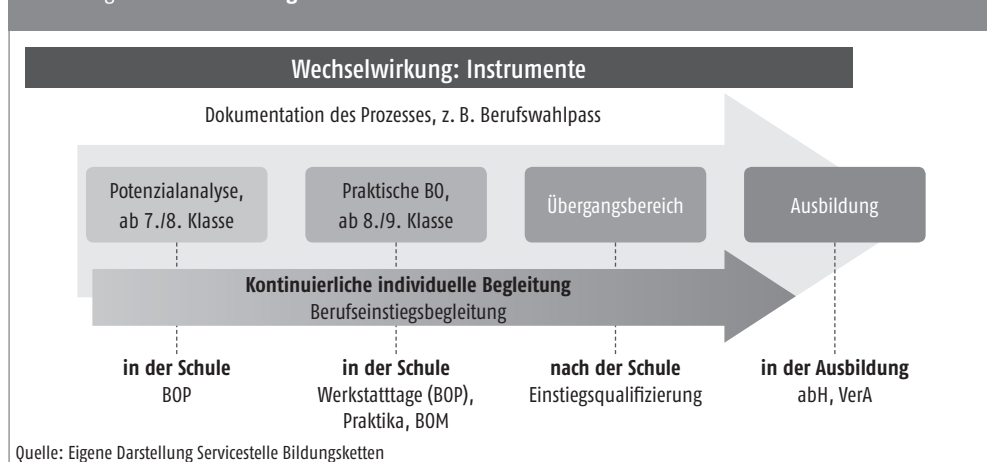 Wechselwirkung: Instrumente
Dokumentation des Prozesses, z. B. Berufswahlpass
Potenzialanalyse,
ab 7./8. Klasse
Praktische BO,
ab 8./9. Klasse
Übergangsbereich
Ausbildung
Kontinuierliche individuelle Begleitung
Berufseinstiegsbegleitung
in der Schule
BOP
in der Schule
Werkstatttage (BOP),
Praktika, BOM
nach der Schule
Einstiegsqualifizierung
in der Ausbildung
abH, VerA
Quelle: Eigene Darstellung Servicestelle Bildungsketten